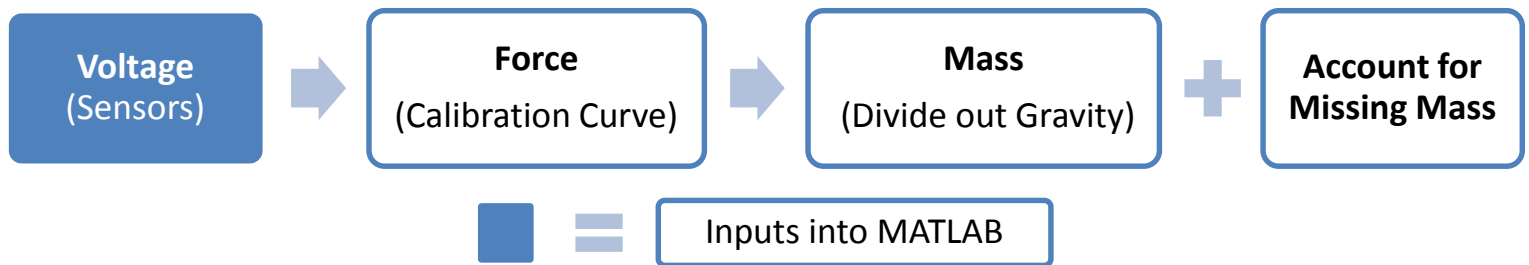 Voltage
(Sensors)
Force
(Calibration Curve)
Mass
(Divide out Gravity)
Account for
Missing Mass
Inputs into MATLAB